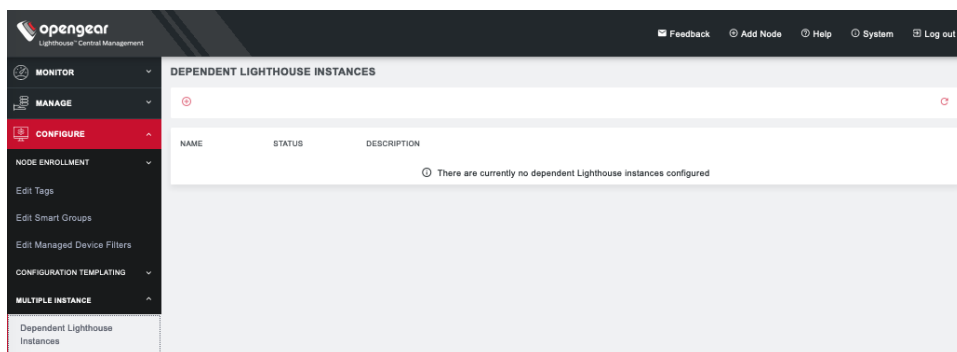 opengear
Lighthouse™ Central Management
Feedback
Add Node
Help
System
Log out
MONITOR
MANAGE
CONFIGURE
NODE ENROLLMENT
Edit Tags
Edit Smart Groups
Edit Managed Device Filters
CONFIGURATION TEMPLATING
MULTIPLE INSTANCE
Dependent Lighthouse
Instances
DEPENDENT LIGHTHOUSE INSTANCES
NAME STATUS DESCRIPTION
There are currently no dependent Lighthouse instances configured